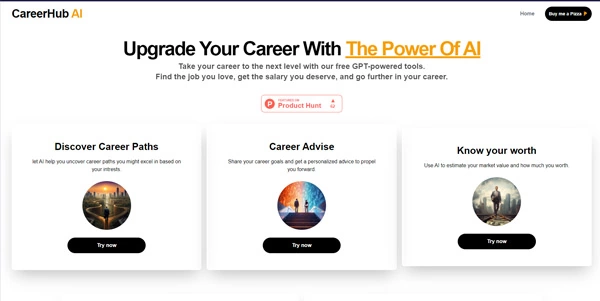 CareerHub AI
Home
Buy me a Pizza
Upgrade Your Career With The Power Of AI
Take your career to the next level with our free GPT-powered tools.
Find the job you love, get the salary you deserve, and go further in your career.
FEATURED ON
Product Hunt
Discover Career Paths
let AI help you uncover career paths you might excel in based on
your intrests.
Try now
Career Advise
Share your career goals and get a personalized advice to propel
you forward.
Try now
Know your worth
Use AI to estimate your market value and how much you worth.
Try now